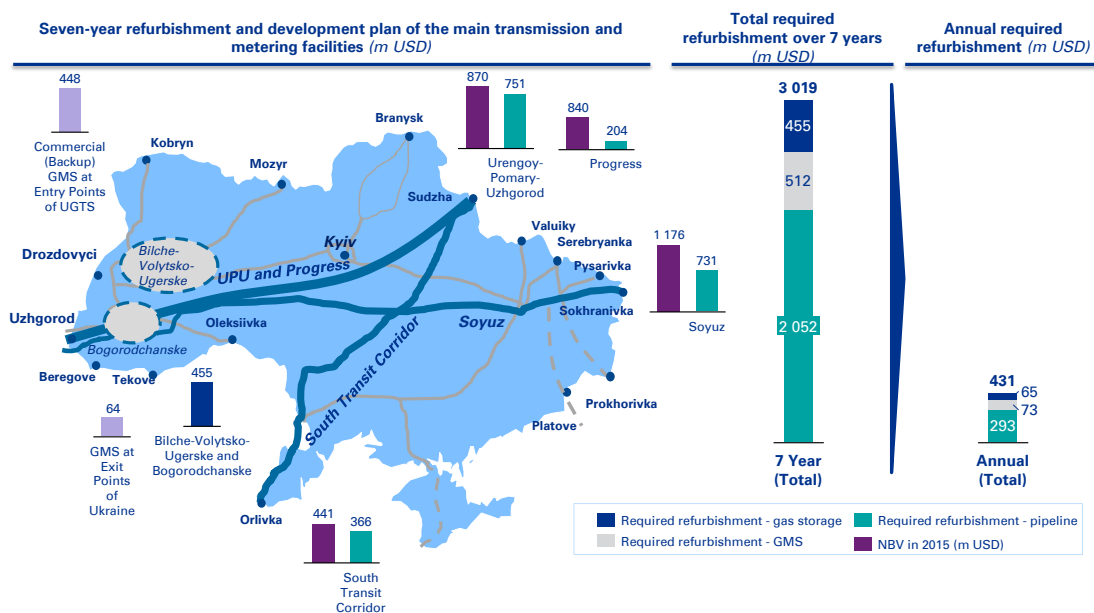 Seven-year refurbishment and development plan of the main transmission and
metering facilities (m USD)
Total required
refurbishment over 7 years
(m USD)
Annual required
refurbishment (m USD)
448
Commercial
(Backup)
GMS at
Entry Points
of UGTS
Kobryn
Mozyr
Branysk
870
751
Urengoy-
Pomary-
Uzhgorod
840
204
Progress
Sudzha
Valuiky
Serebryanka
Pysarivka
Sokhranivka
Kyiv
Drozdovyci
Bilche-
Volytsko-
Ugerske
UPU and Progress
Uzhgorod
Oleksiivka
Soyuz
Bogorodchanske
Beregove
Tekove
South Transit Corridor
1 176
731
Soyuz
Prokhorivka
Platove
64
GMS at
Exit
Points
of
Ukraine
455
Bilche-Volytsko-
Ugerske and
Bogorodchanske
Orlivka
441
366
South
Transit
Corridor
3 019
455
512
2 052
7 Year
(Total)
431
65
73
293
Annual
(Total)
Required refurbishment - gas storage
Required refurbishment - pipeline
Required refurbishment - GMS
NBV in 2015 (m USD)